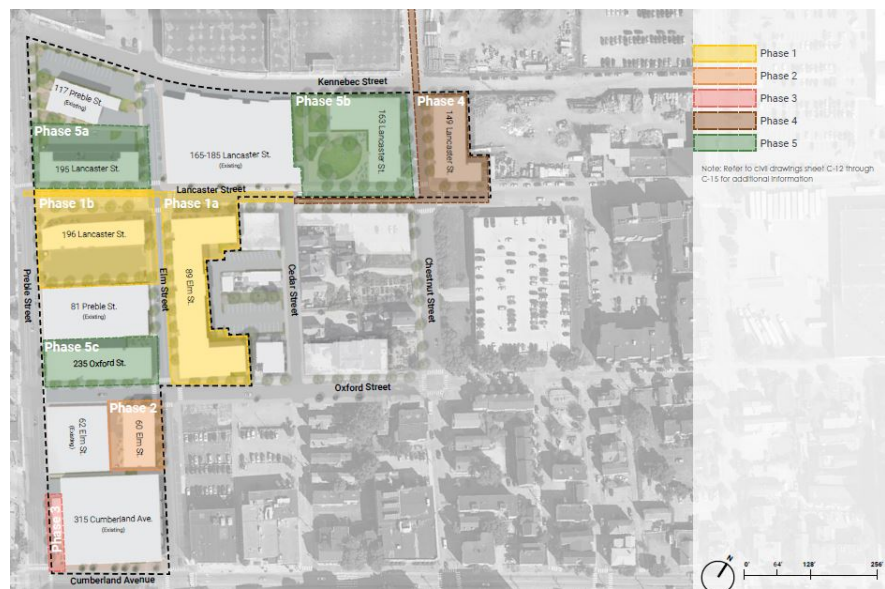 Kennebec Street
117 Preble St.
(Existing)
Phase 5a
195 Lancaster St.
165-185 Lancaster St.
(Existing)
Phase 5b
163 Lancaster St.
Phase 4
149 Lancaster St.
Lancaster Street
Phase 1b
196 Lancaster St.
Phase 1a
89 Elm St.
Preble Street
Elm Street
Cedar Street
Chestnut Street
81 Preble St.
(Existing)
Phase 5c
235 Oxford St.
Oxford Street
Phase 2
60 Elm St.
62 Elm St.
(Existing)
Phase 3
315 Cumberland Ave.
(Existing)
Cumberland Avenue
Phase 1
Phase 2
Phase 3
Phase 4
Phase 5
Note: Refer to civil drawings sheet C-12 through
C-15 for additional information
N
0' 64' 128' 256'